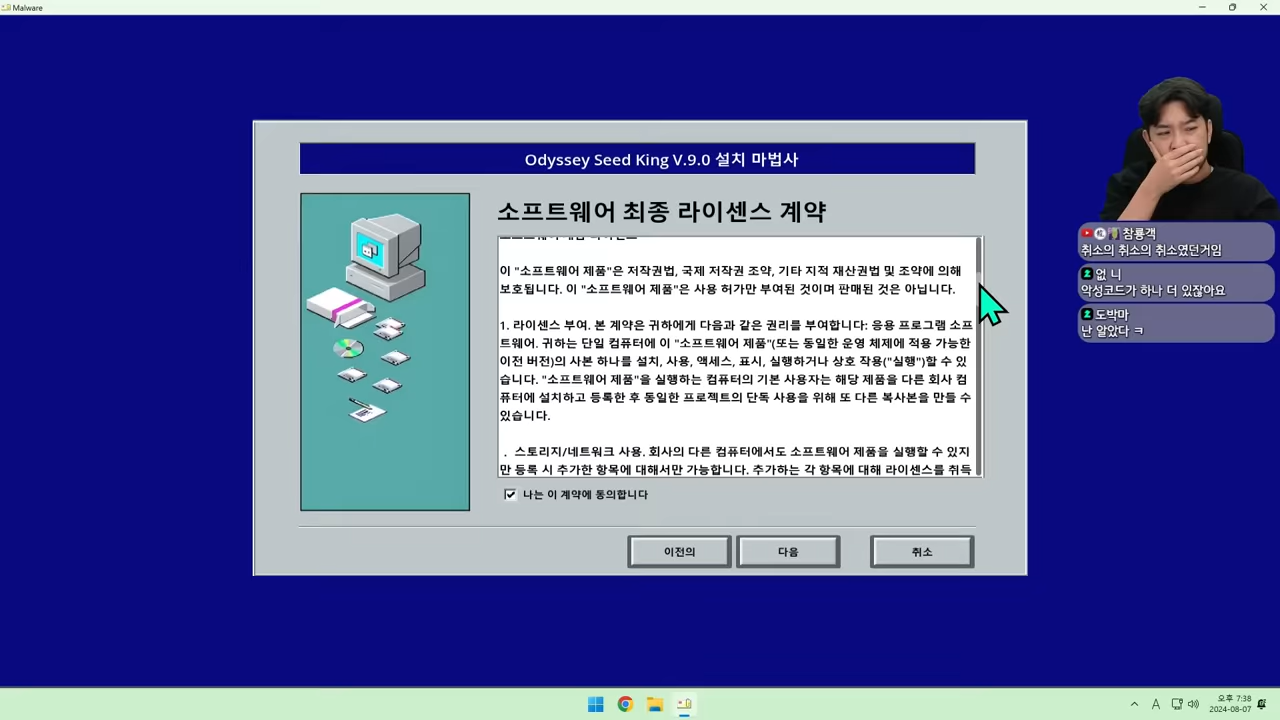 Malware
Odyssey Seed King V.9.0 설치 마법사
소프트웨어 최종 라이센스 계약
이 "소프트웨어 제품"은 저작권법, 국제 저작권 조약, 기타 지적 재산권법 및 조약에 의해
보호됩니다. 이 "소프트웨어 제품"은 사용 허가만 부여된 것이며 판매된 것은 아닙니다.
1. 라이센스 부여. 본 계약은 귀하에게 다음과 같은 권리를 부여합니다: 응용 프로그램 소프
트웨어. 귀하는 단일 컴퓨터에 이 "소프트웨어 제품"(또는 동일한 운영 체제에 적용 가능한
이전 버전)의 사본 하나를 설치, 사용, 액세스, 표시, 실행하거나 상호 작용("실행")할 수 있
습니다. "소프트웨어 제품"을 실행하는 컴퓨터의 기본 사용자는 해당 제품을 다른 회사 컴
퓨터에 설치하고 등록한 후 동일한 프로젝트의 단독 사용을 위해 또 다른 복사본을 만들 수
있습니다.
. 스토리지/네트워크 사용. 회사의 다른 컴퓨터에서도 소프트웨어 제품을 실행할 수 있지
만 등록 시 추가한 항목에 대해서만 가능합니다. 추가하는 각 항목에 대해 라이센스를 취득
나는 이 계약에 동의합니다
이전의
다음
취소
참룡객
취소의 취소의 취소였던거임
없 니
악성코드가 하나 더 있잖아요
도박마
난 알았다 ㅋ
A
오후 7:38
2024-08-07